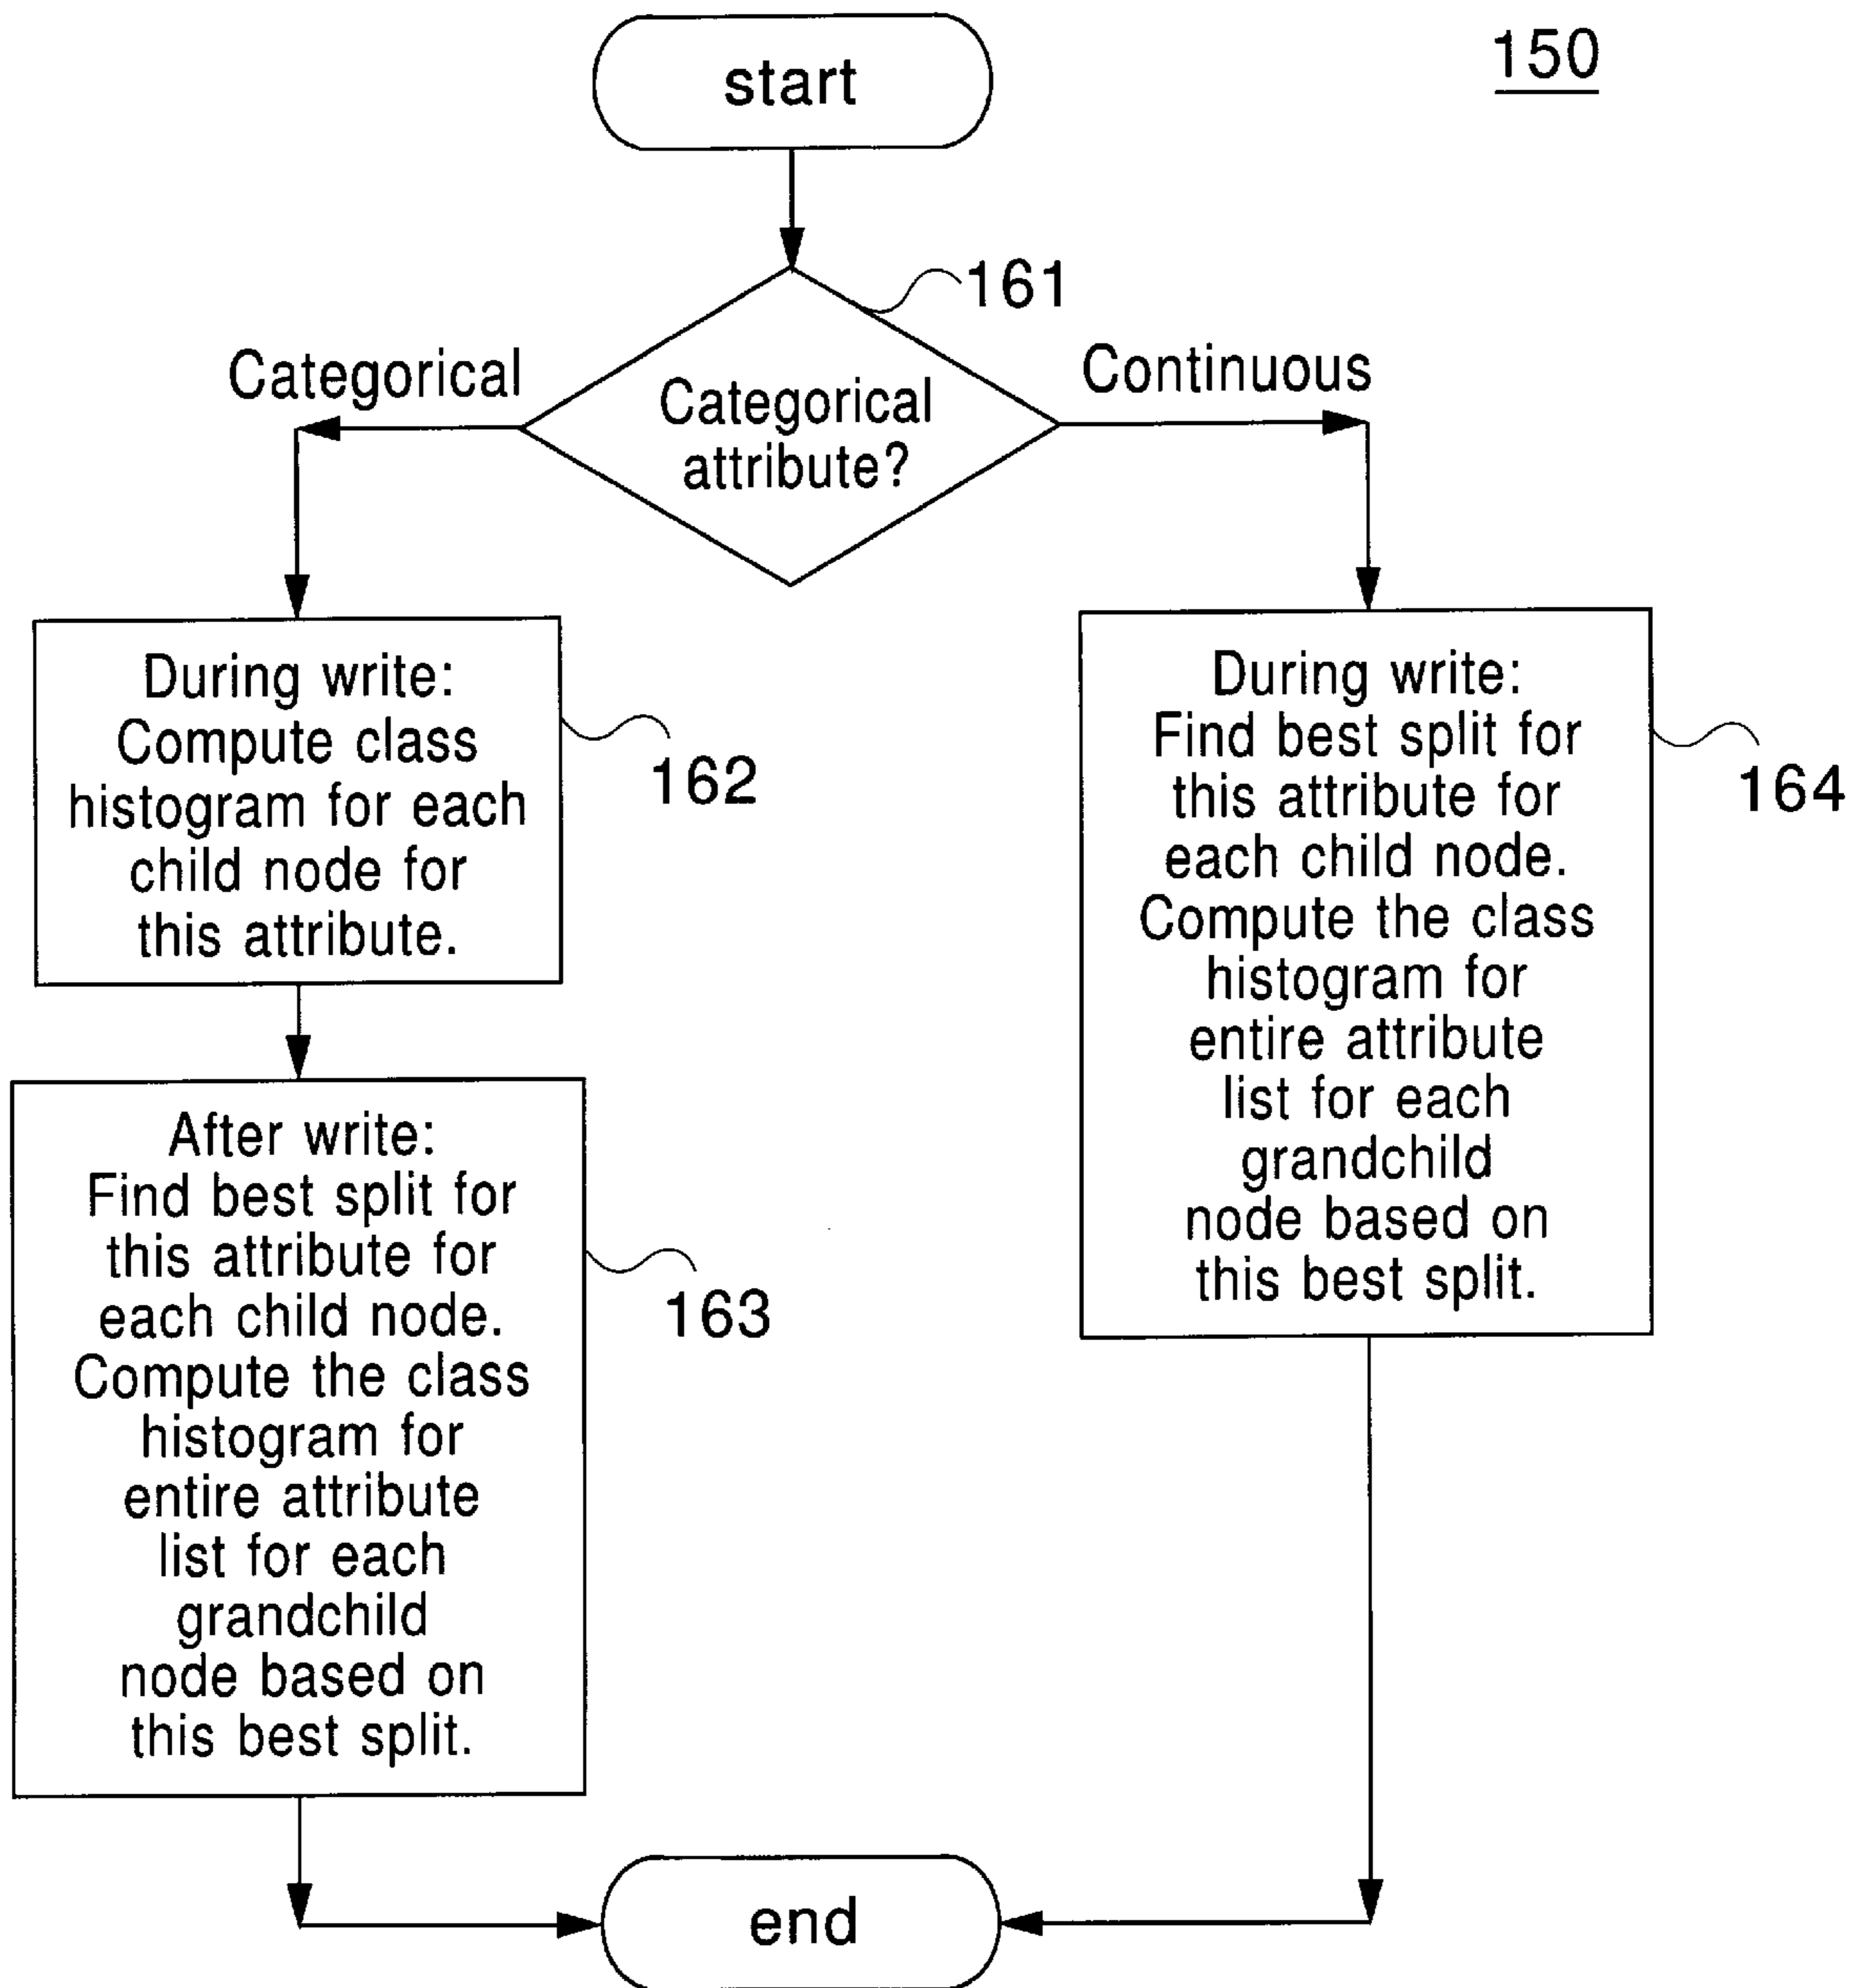 150
start
161
Categorical
Continuous
Categorical
attribute?
During write:
Compute class
histogram for each
child node for
this attribute.
162
During write:
Find best split for
this attribute for
each child node.
Compute the class
histogram for
entire attribute
list for each
grandchild
node based on
this best split.
164
After write:
Find best split for
this attribute for
each child node.
Compute the class
histogram for
entire attribute
list for each
grandchild
node based on
this best split.
163
end